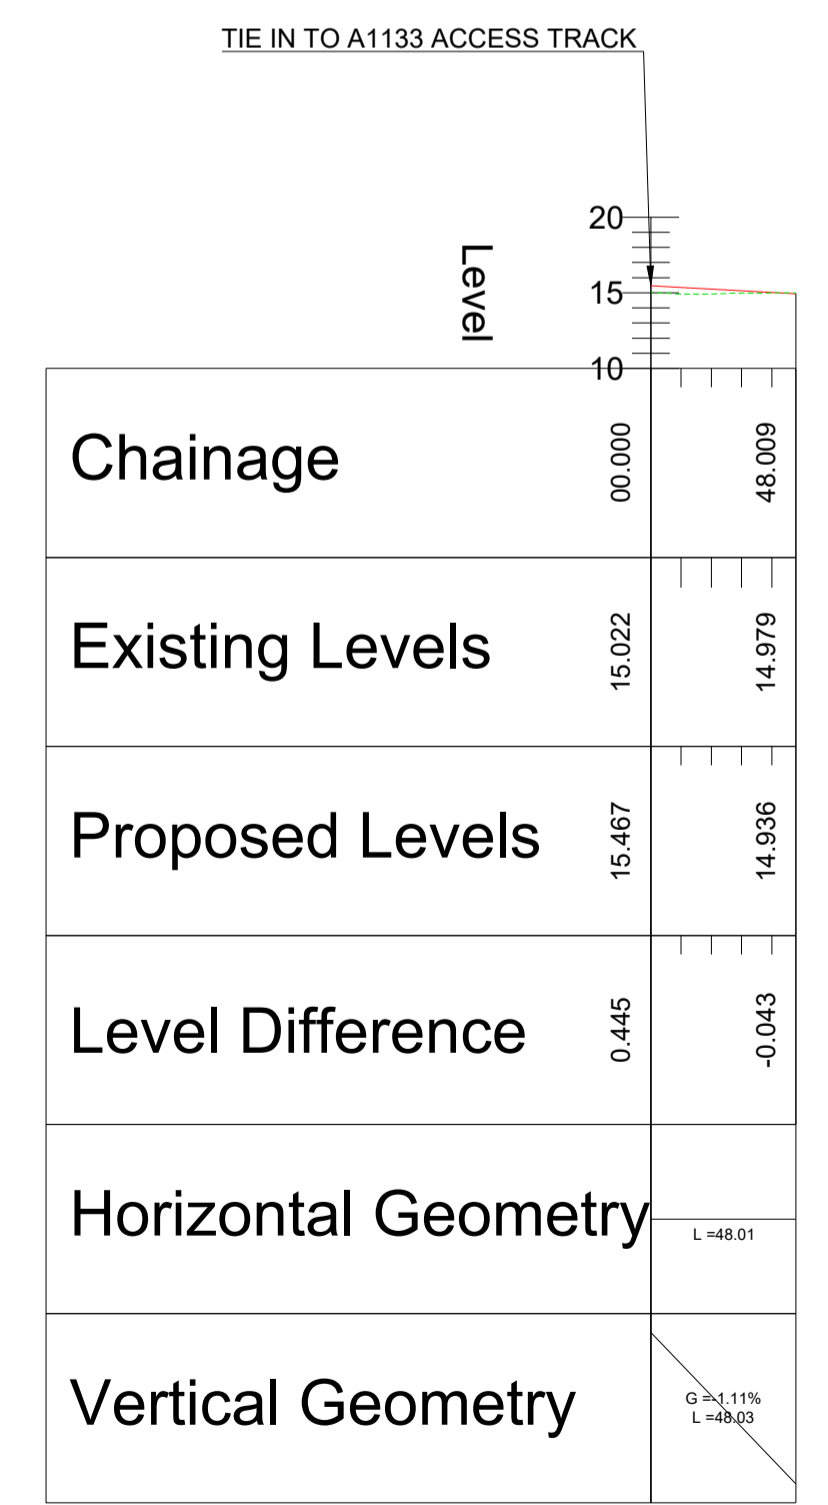 TIE IN TO A1133 ACCESS TRACK
Level
20
15
10
Chainage 00.000 48.009
Existing Levels 15.022 14.979
Proposed Levels 15.467 14.936
Level Difference 0.445 -0.043
Horizontal Geometry L =48.01
Vertical Geometry
G =-1.11%
L =48.03